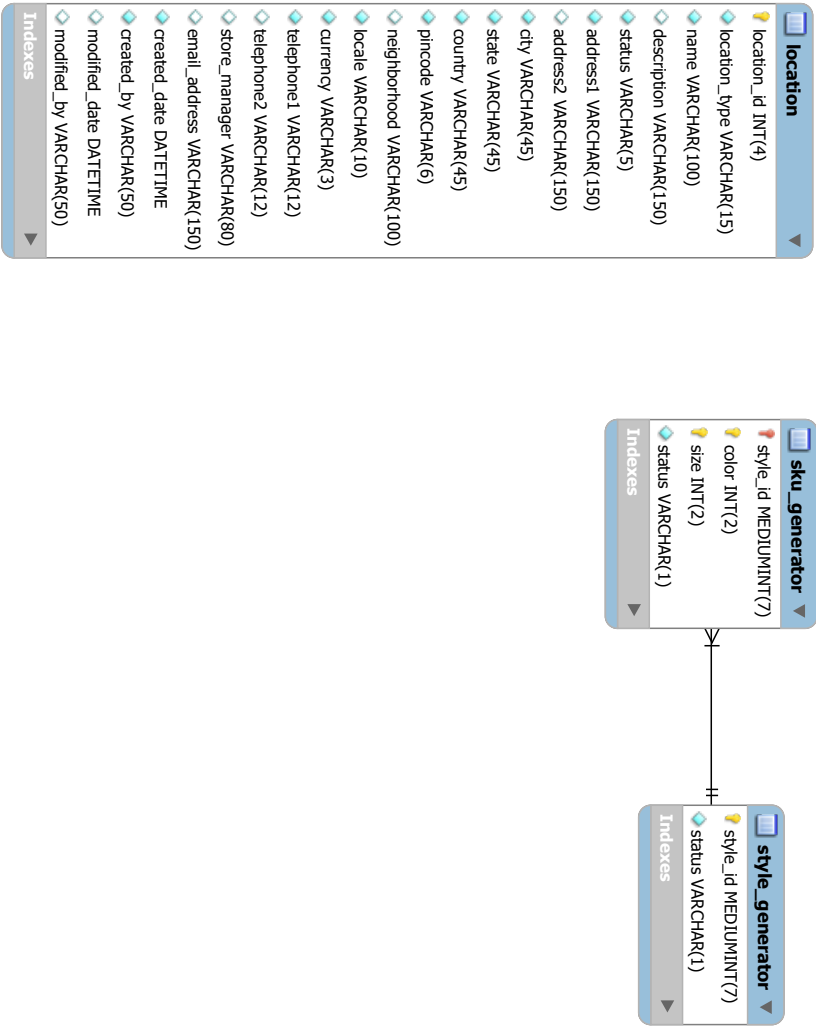 location
location_id INT(4)
location_type VARCHAR(15)
name VARCHAR(100)
description VARCHAR(150)
status VARCHAR(5)
address1 VARCHAR(150)
address2 VARCHAR(150)
city VARCHAR(45)
state VARCHAR(45)
country VARCHAR(45)
pincode VARCHAR(6)
neighborhood VARCHAR(100)
locale VARCHAR(10)
currency VARCHAR(3)
telephone1 VARCHAR(12)
telephone2 VARCHAR(12)
store_manager VARCHAR(80)
email_address VARCHAR(150)
created_date DATETIME
created_by VARCHAR(50)
modified_date DATETIME
modified_by VARCHAR(50)
Indexes
sku_generator
style_id MEDIUMINT(7)
color INT(2)
size INT(2)
status VARCHAR(1)
Indexes
style_generator
style_id MEDIUMINT(7)
status VARCHAR(1)
Indexes